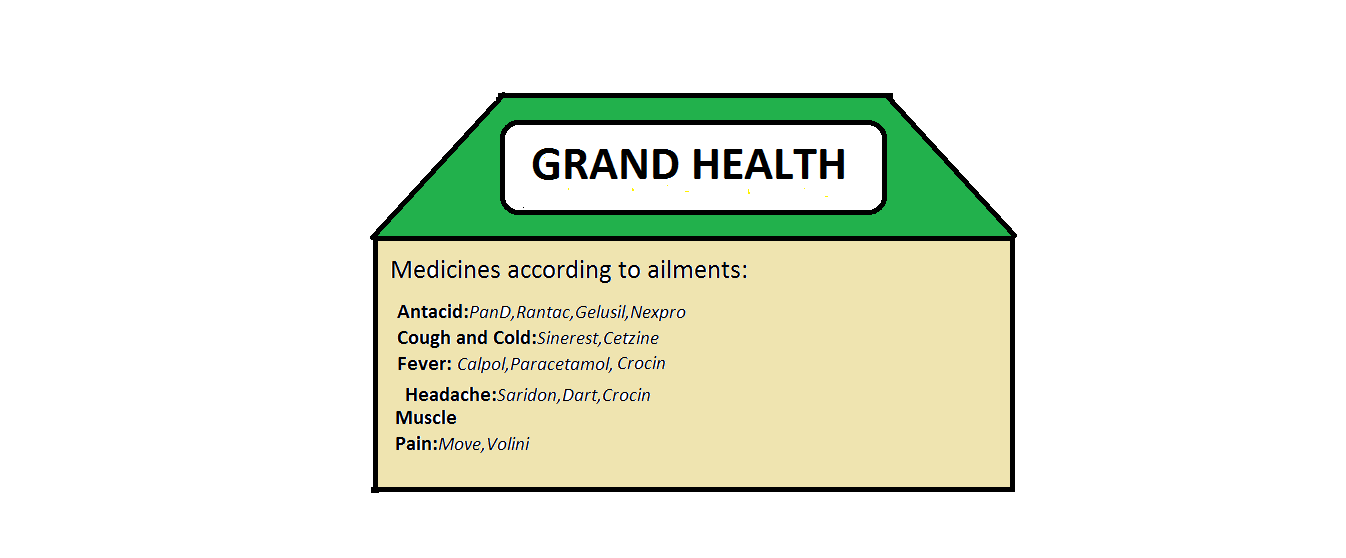 GRAND HEALTH
Medicines according to ailments:
Antacid:PanD,Rantac,Gelusil,Nexpro
Cough and Cold:Sinerest,Cetzine
Fever: Calpol,Paracetamol, Crocin
Headache:Saridon,Dart,Crocin
Muscle
Pain:Move,Volini